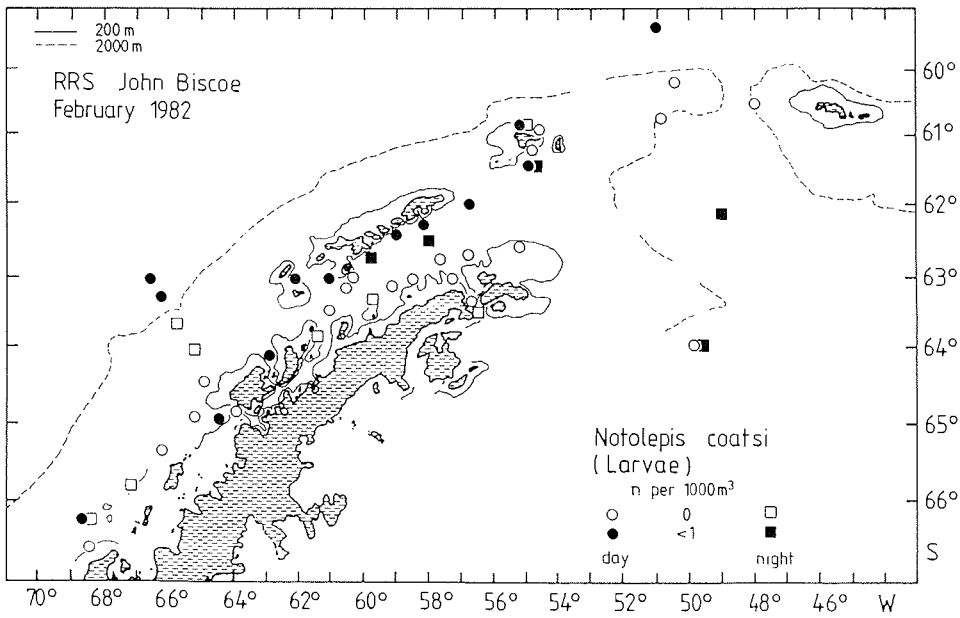 200 m
2000 m
RRS John Biscoe
February 1982
60°
61°
62°
63°
64°
65°
66°
S
Notolepis coatsi
(Larvae)
n per 1000m³
0
<1
day night
70° 68° 66° 64° 62° 60° 58° 56° 54° 52° 50° 48° 46° W